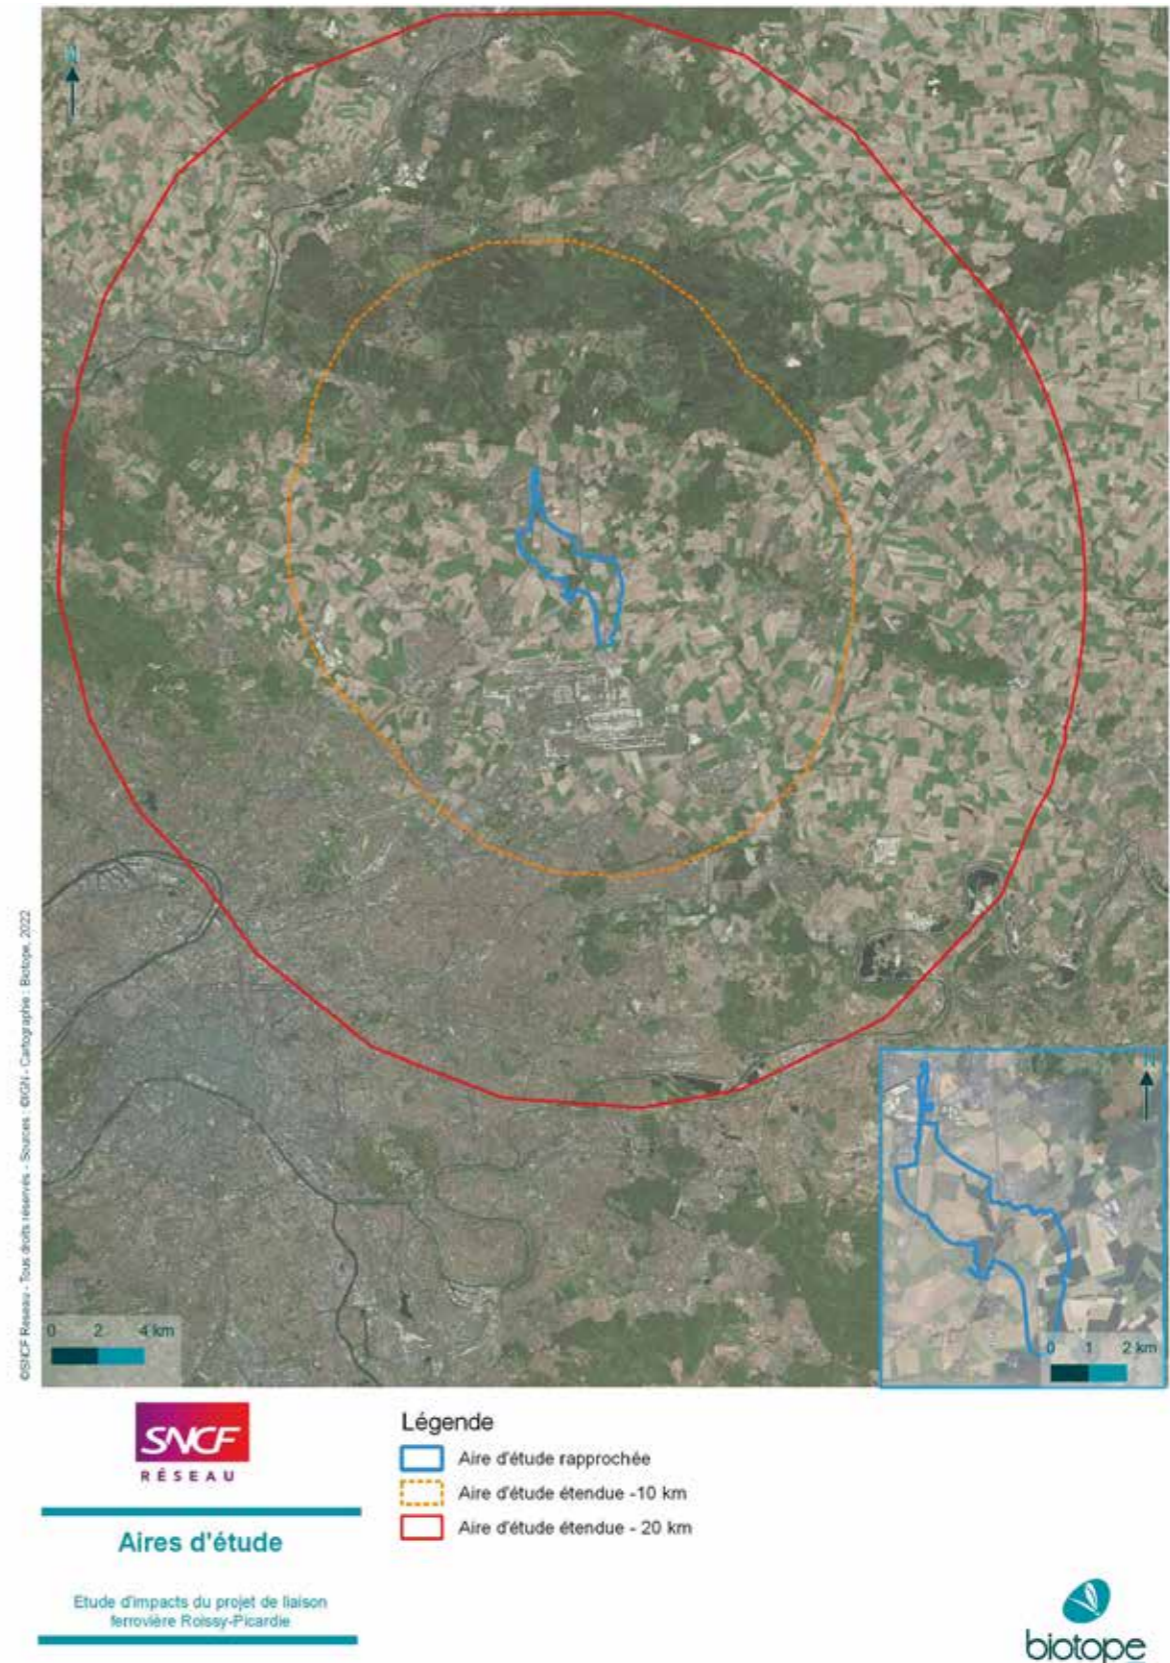 N
©SNCF Réseau - Tous droits réservés - Sources : ©IGN - Cartographie : Biotope, 2022
N
0 2 4 km
0 1 2 km
SNCF
RÉSEAU
Aires d'étude
Etude d'impacts du projet de liaison
ferrovière Roissy-Picardie
Légende
Aire d'étude rapprochée
Aire d'étude étendue -10 km
Aire d'étude étendue - 20 km
biotope